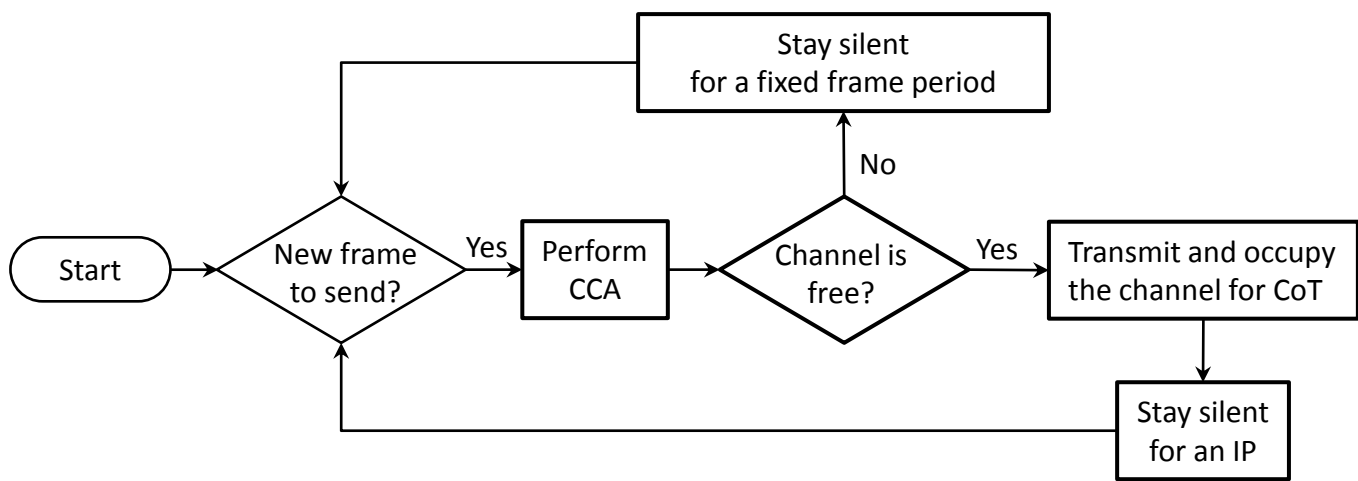 Stay silent
for a fixed frame period
No
Start
New frame
to send?
Yes
Perform
CCA
Channel is
free?
Yes
Transmit and occupy
the channel for CoT
Stay silent
for an IP